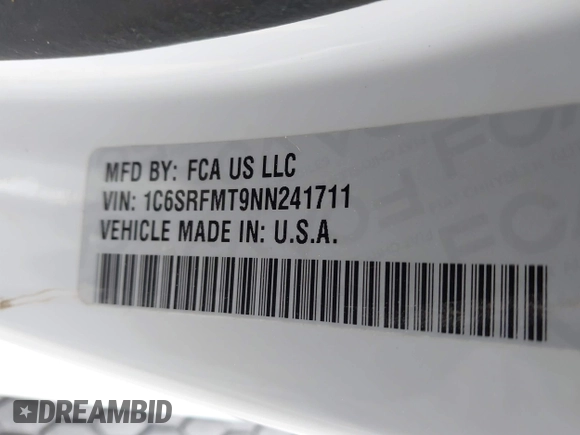 MFD BY: FCA US LLC
VIN: 1C6SRFMT9NN241711
VEHICLE MADE IN: U.S.A.
DREAMBID